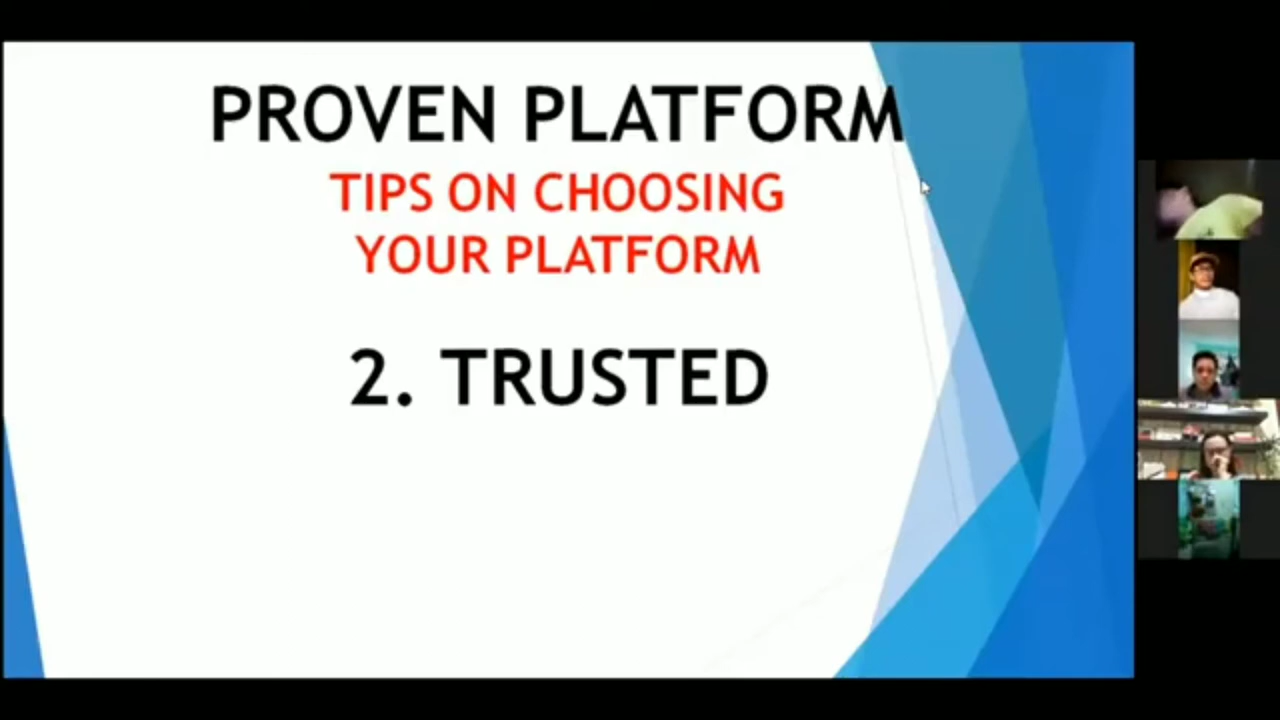 PROVEN PLATFORM
TIPS ON CHOOSING
YOUR PLATFORM
2. TRUSTED